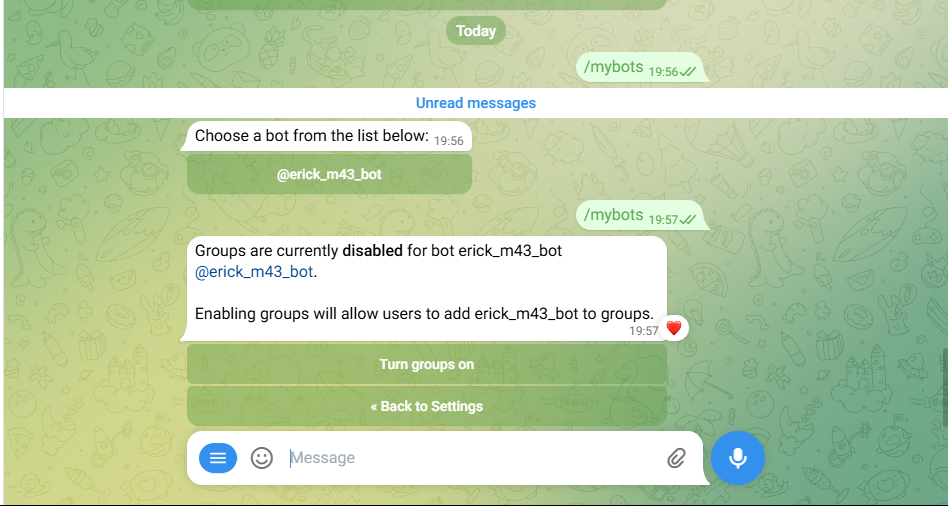 Today
/mybots 19:56
Unread messages
Choose a bot from the list below: 19:56
@erick_m43_bot
/mybots 19:57
Groups are currently disabled for bot erick_m43_bot
@erick_m43_bot.
Enabling groups will allow users to add erick_m43_bot to groups.
19:57
Turn groups on
« Back to Settings
Message